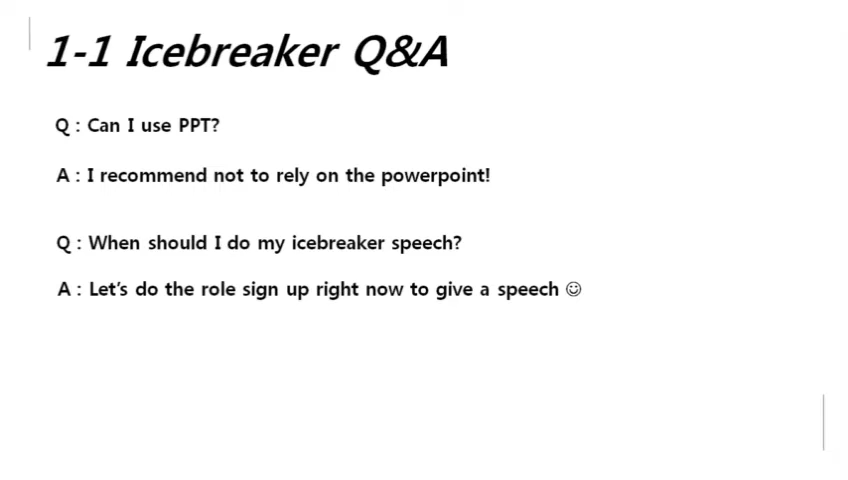 1-1 Icebreaker Q&A
Q : Can I use PPT?
A : I recommend not to rely on the powerpoint!
Q : When should I do my icebreaker speech?
A : Let’s do the role sign up right now to give a speech ☺